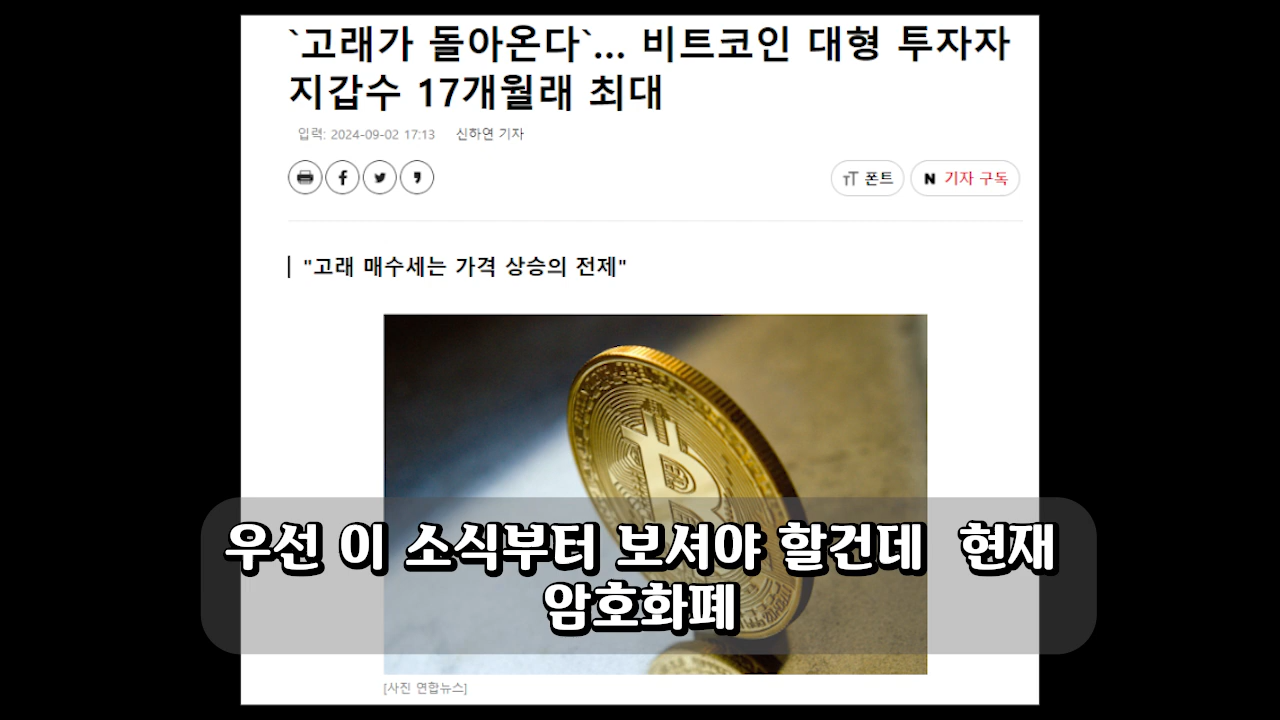 `고래가 돌아온다`... 비트코인 대형 투자자
지갑수 17개월래 최대
입력: 2024-09-02 17:13 신하연 기자
폰트 N 기자 구독
"고래 매수세는 가격 상승의 전제"
우선 이 소식부터 보셔야 할건데 현재
암호화폐
[사진 연합뉴스]